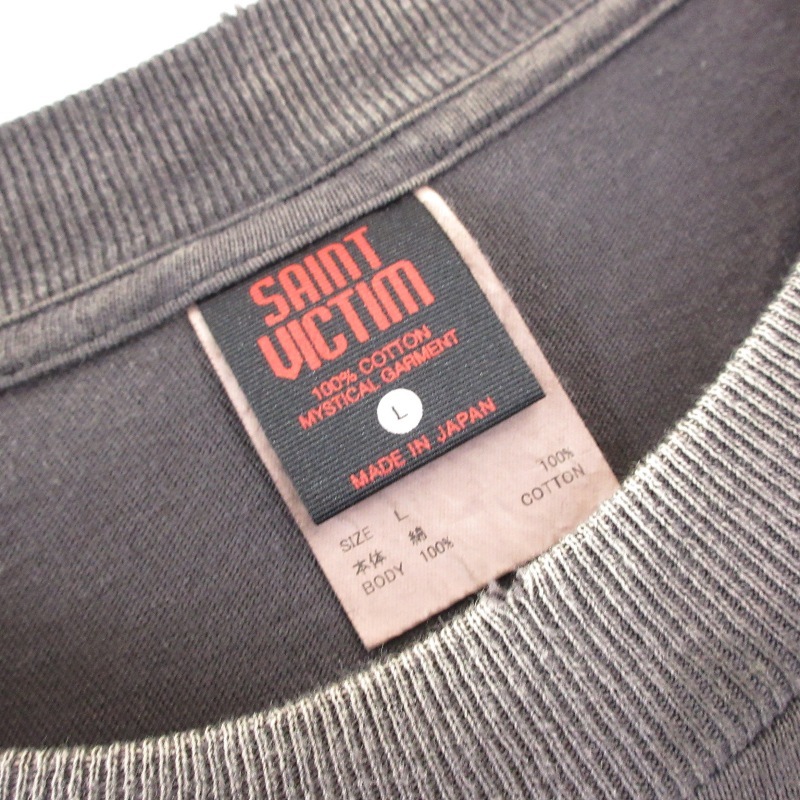 SAINT
VICTIM
100% COTTON
MYSTICAL GARMENT
L
MADE IN JAPAN
SIZE L
本体 綿 100%
BODY 100% COTTON